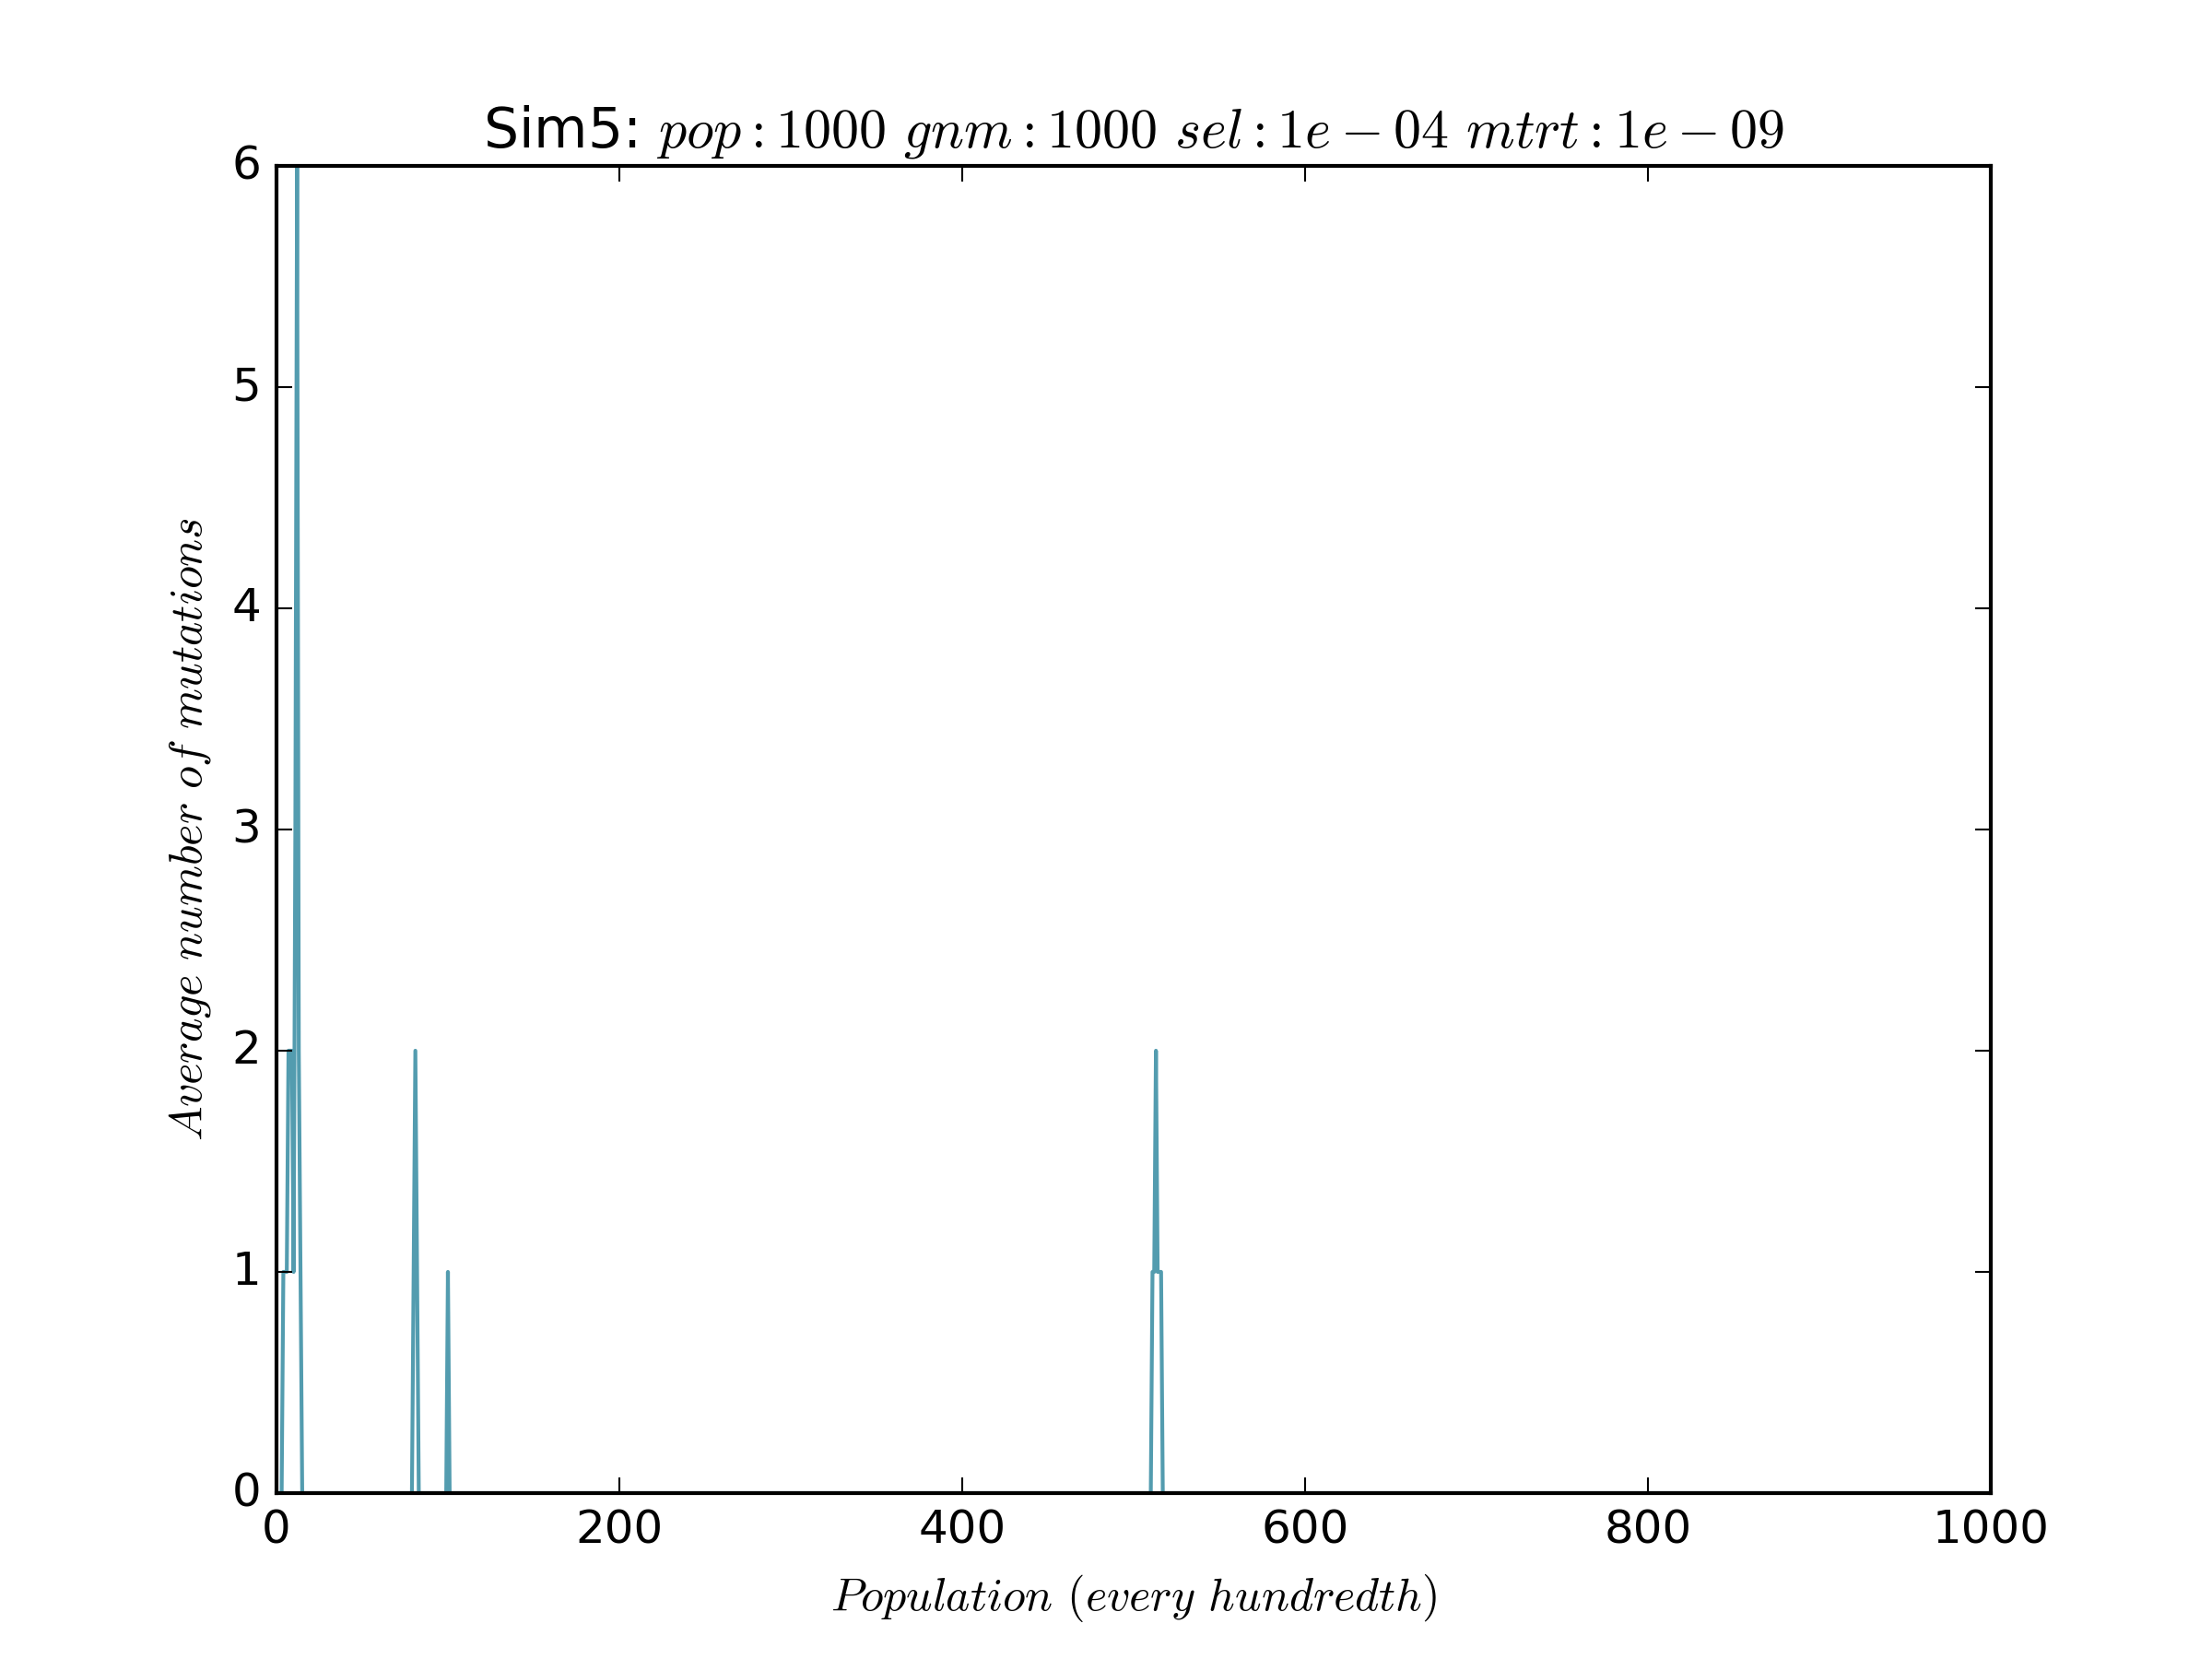 Sim5: pop : 1000 gnm : 1000 sel : 1e − 04 mtrt : 1e − 09
6
5
4
3
2
1
0
Average number of mutations
0 200 400 600 800 1000
Population (every hundredth)